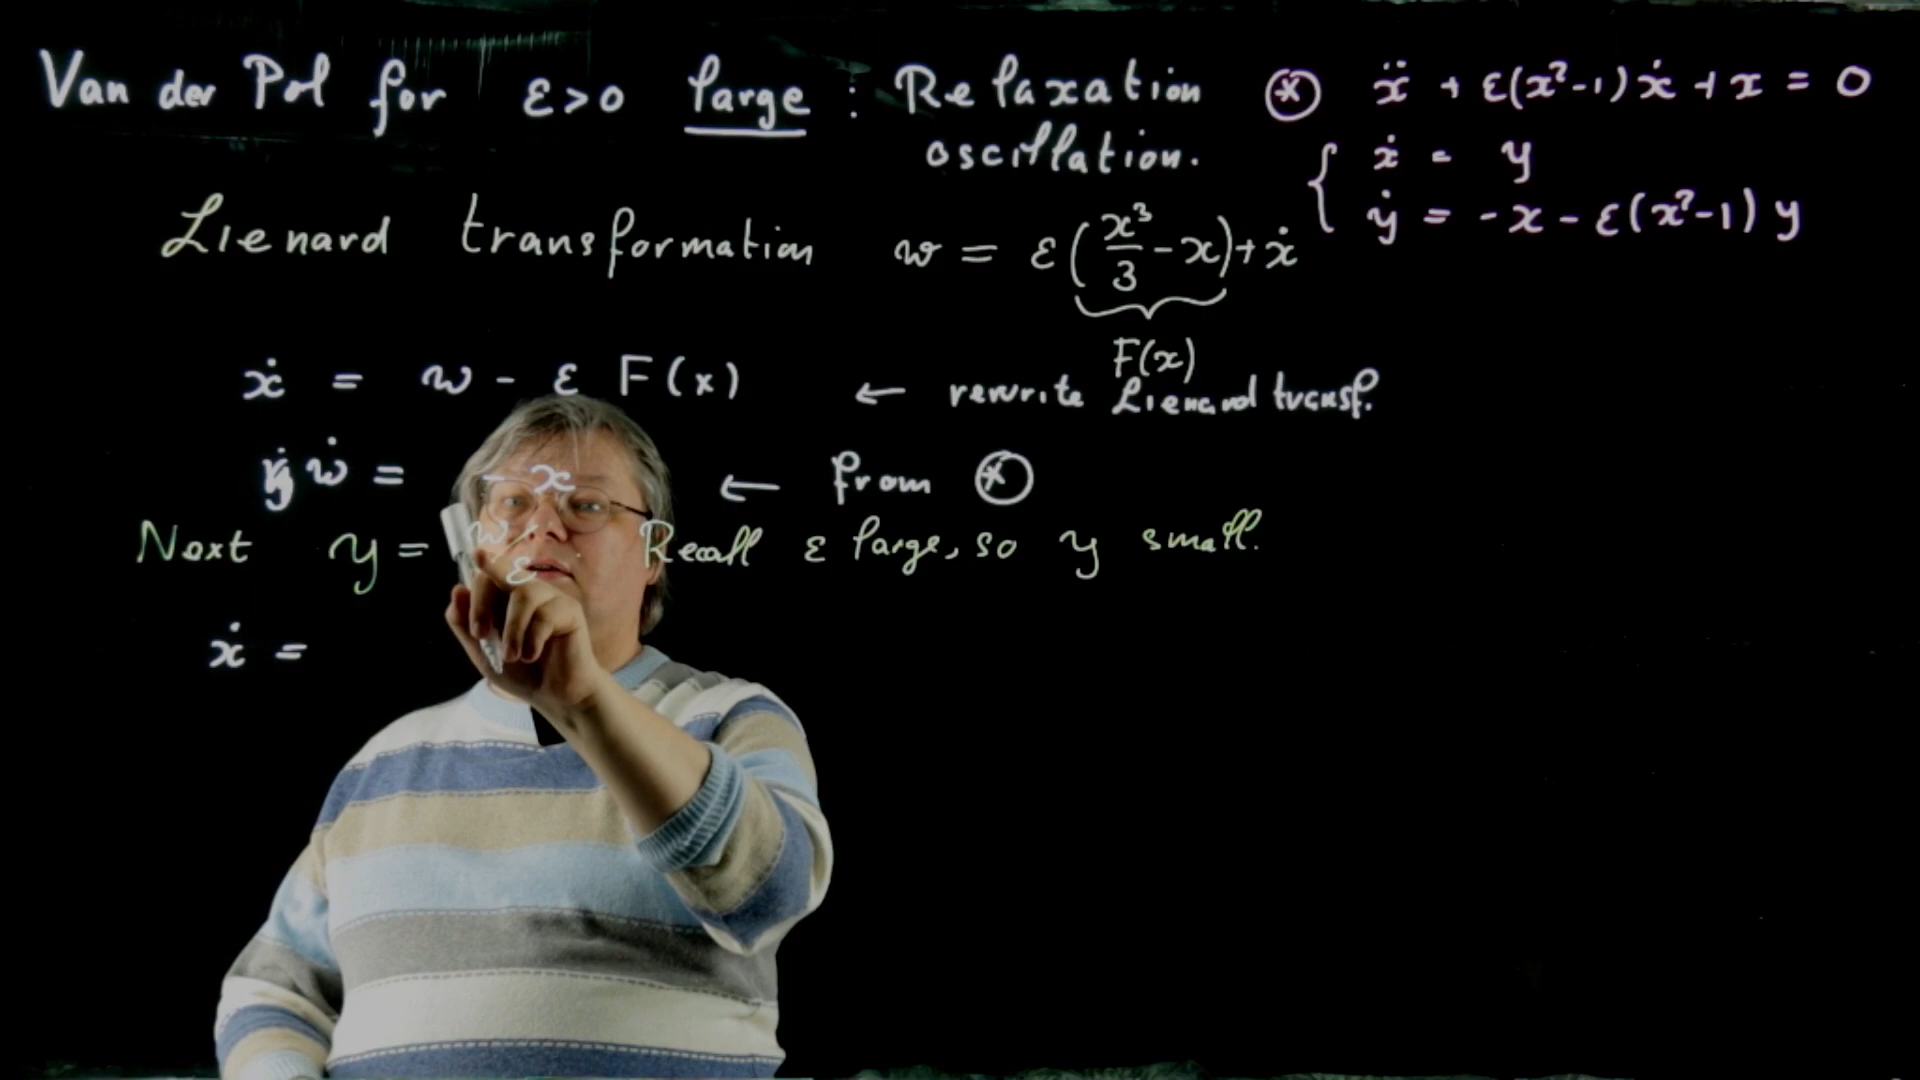 Van der Pol for ε>0 large : Relaxation oscillation.
⊛ ẍ + ε(x²-1)ẋ + x = 0
{ ẋ = y
ẏ = -x - ε(x²-1) y
Lienard transformation w = ε(x³/3 - x) + ẋ
F(x)
ẋ = w - ε F(x) ← rewrite Lienard transf.
ẇ = -x ← from ⊛
Next y = w/ε . Recall ε large, so y small.
ẋ =